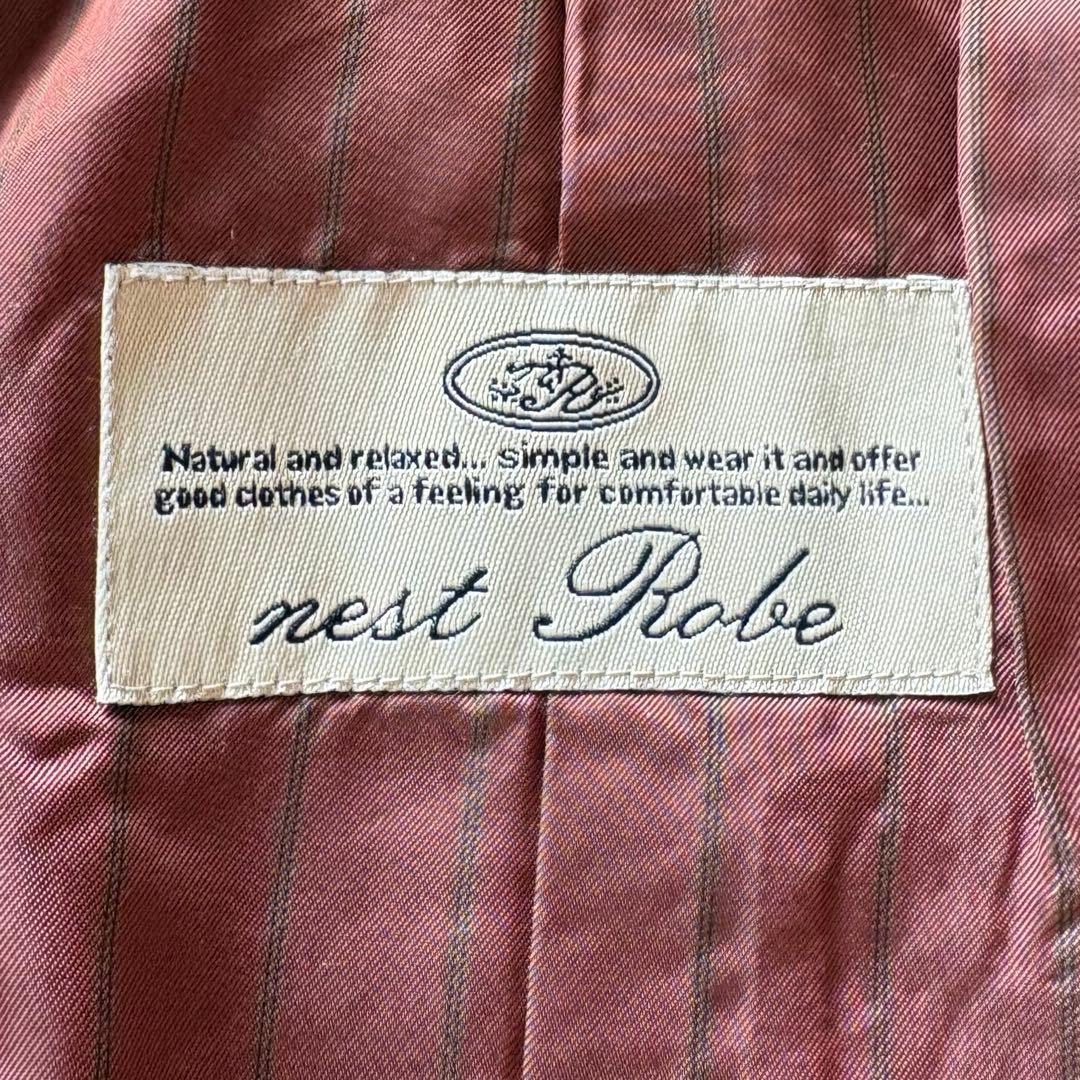 nR
Natural and relaxed... simple and wear it and offer
good clothes of a feeling for comfortable daily life...
nest Robe